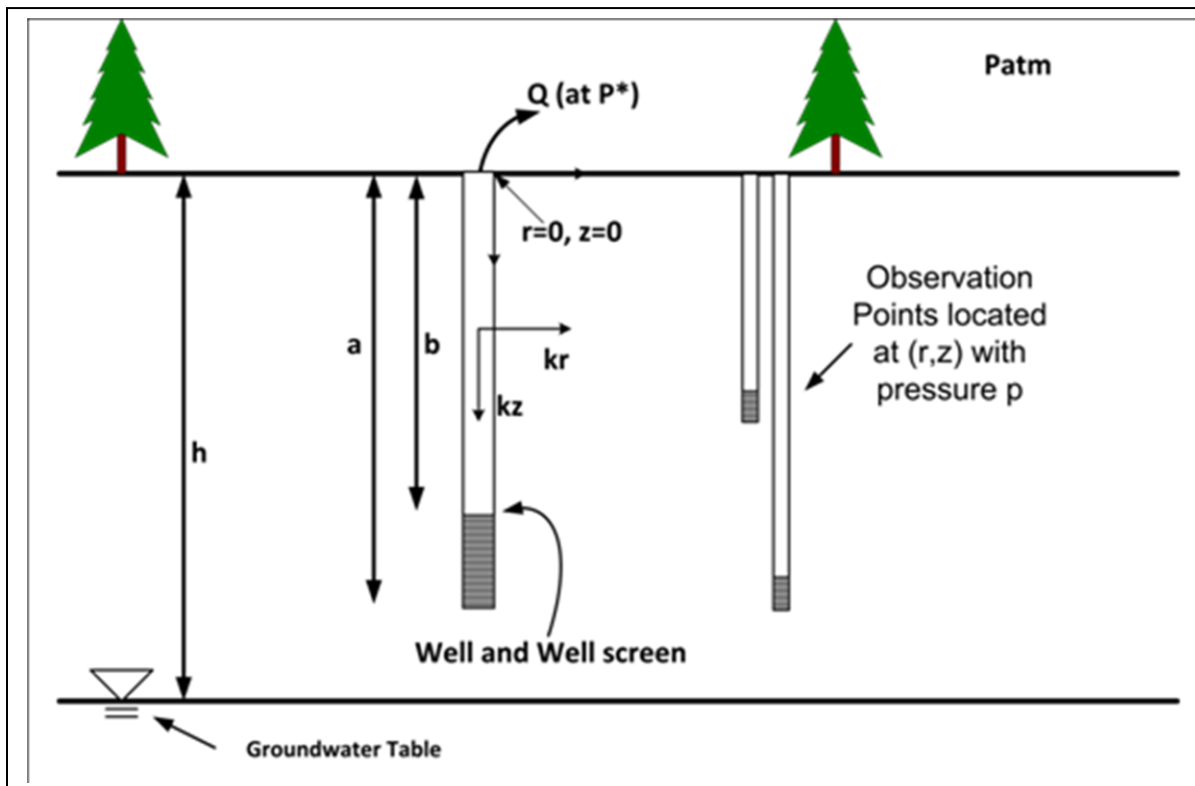 Patm
Q (at P*)
r=0, z=0
Observation
Points located
at (r,z) with
pressure p
a
b
kr
kz
h
Well and Well screen
Groundwater Table